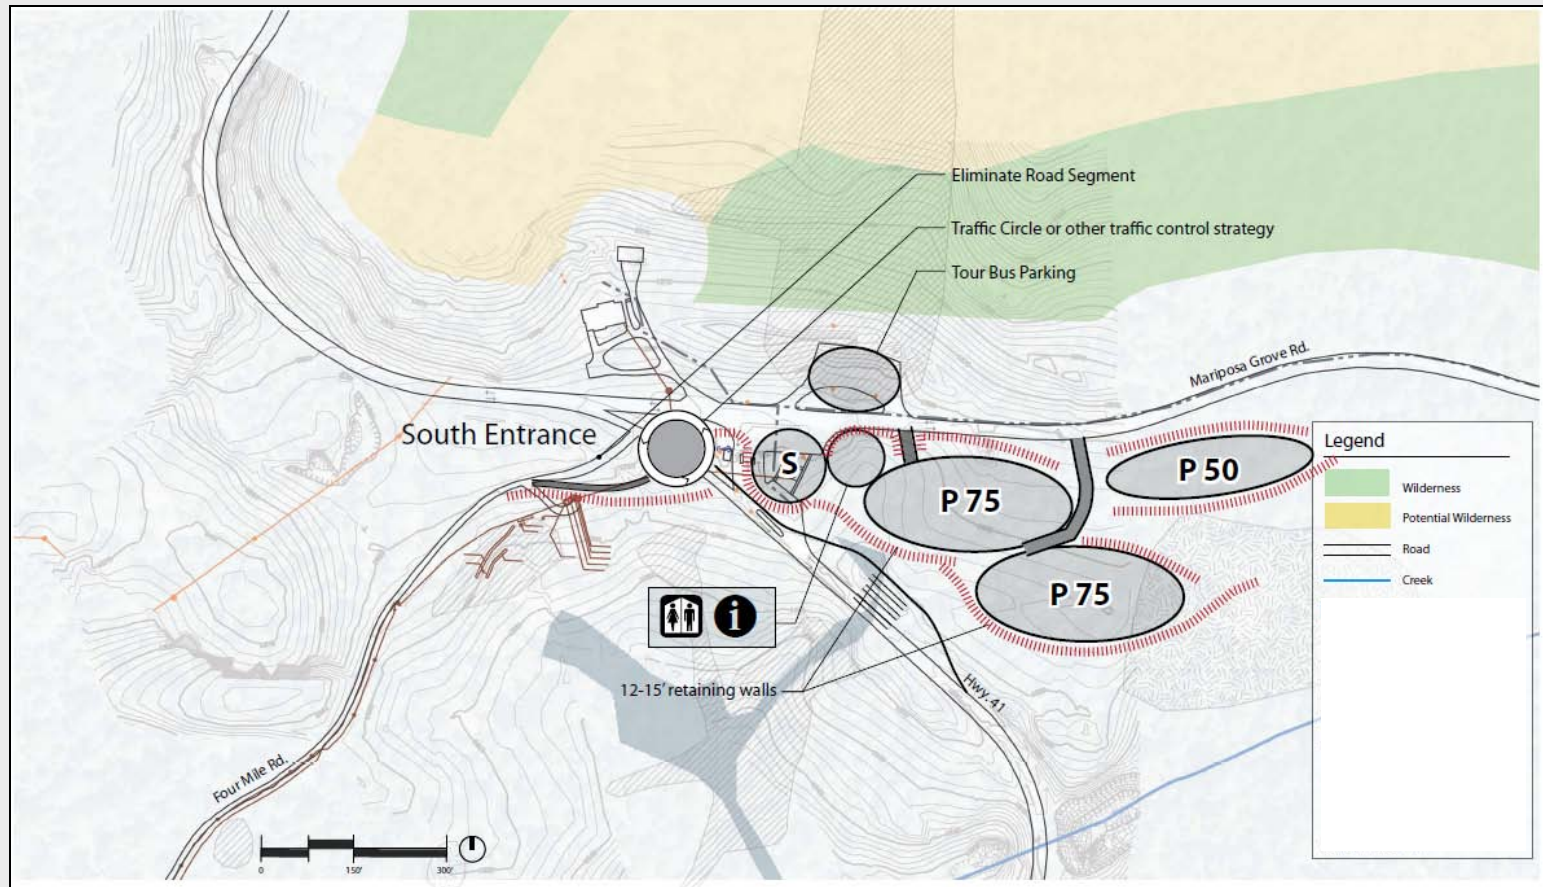 Eliminate Road Segment
Traffic Circle or other traffic control strategy
Tour Bus Parking
Mariposa Grove Rd.
South Entrance
S
P 75
P 50
P 75
Legend
Wilderness
Potential Wilderness
Road
Creek
i
12-15' retaining walls
Hwy. 41
Four Mile Rd.
0
150'
300'